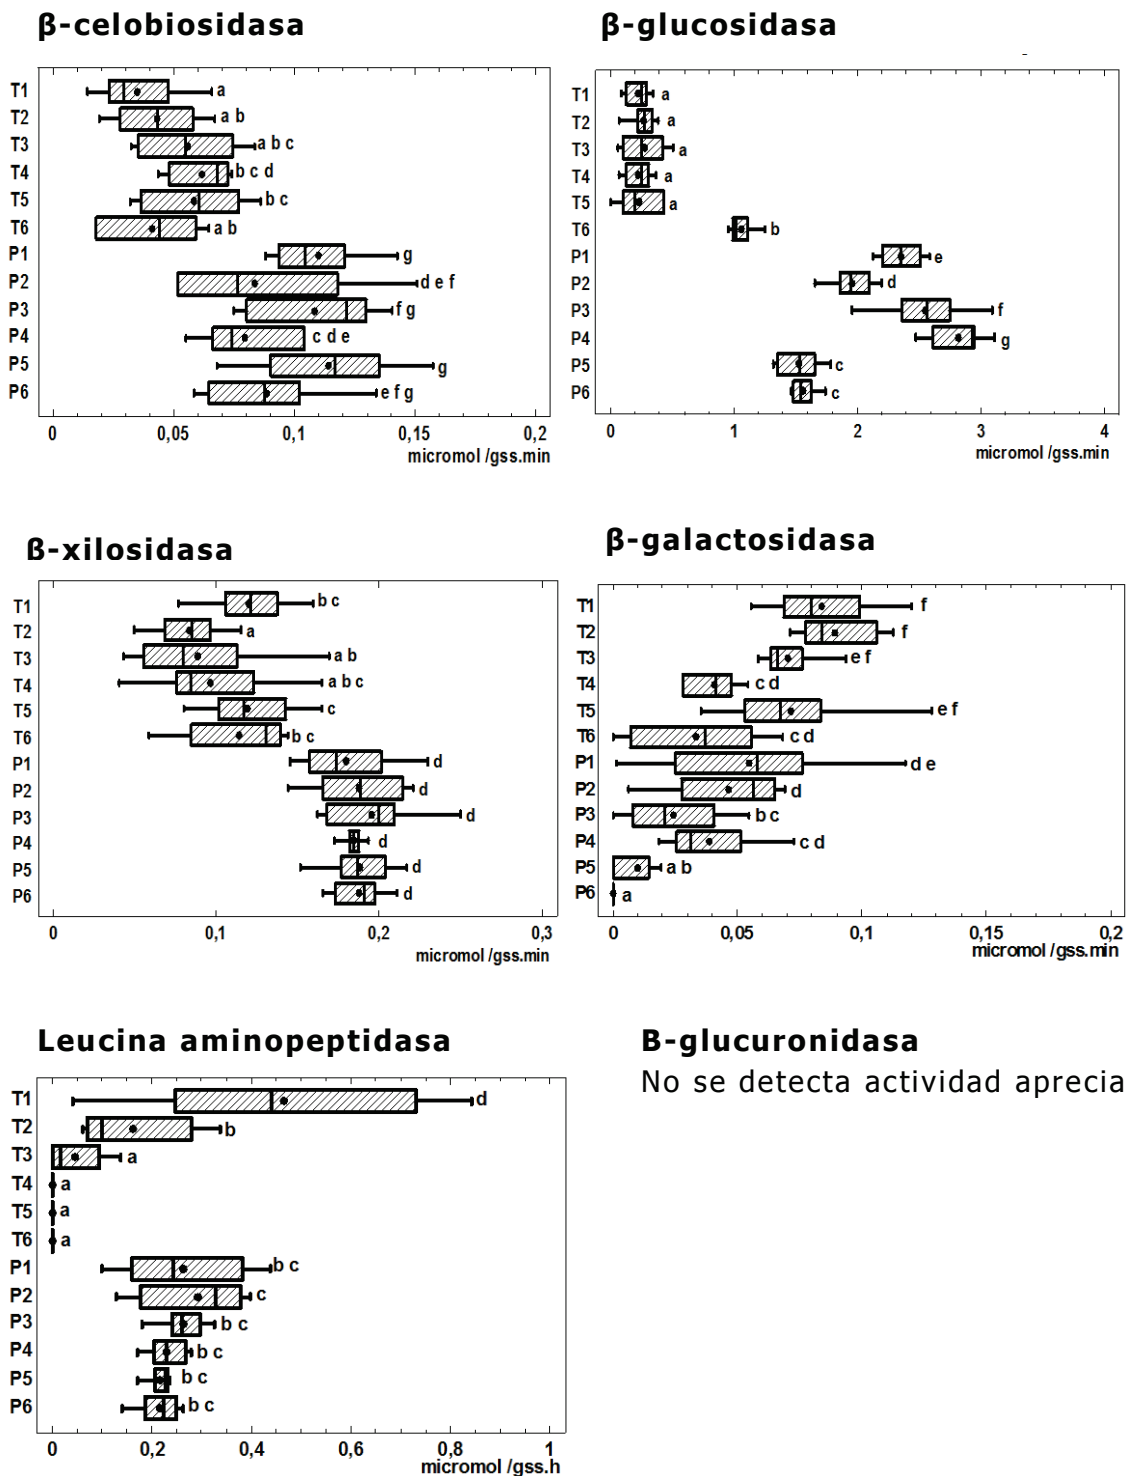 β-celobiosidasa
T1 a
T2 a b
T3 a b c
T4 b c d
T5 b c
T6 a b
P1 g
P2 d e f
P3 f g
P4 c d e
P5 g
P6 e f g
0 0,05 0,1 0,15 0,2
micromol /gss.min
β-glucosidasa
T1 a
T2 a
T3 a
T4 a
T5 a
T6 b
P1 e
P2 d
P3 f
P4 g
P5 c
P6 c
0 1 2 3 4
micromol /gss.min
ß-xilosidasa
T1 b c
T2 a
T3 a b
T4 a b c
T5 c
T6 b c
P1 d
P2 d
P3 d
P4 d
P5 d
P6 d
0 0,1 0,2 0,3
micromol /gss.min
β-galactosidasa
T1 f
T2 f
T3 e f
T4 c d
T5 e f
T6 c d
P1 d e
P2 d
P3 b c
P4 c d
P5 a b
P6 a
0 0,05 0,1 0,15 0,2
micromol /gss.min
Leucina aminopeptidasa
T1 d
T2 b
T3 a
T4 a
T5 a
T6 a
P1 b c
P2 c
P3 b c
P4 b c
P5 b c
P6 b c
0 0,2 0,4 0,6 0,8 1
micromol /gss.h
B-glucuronidasa
No se detecta actividad aprecia